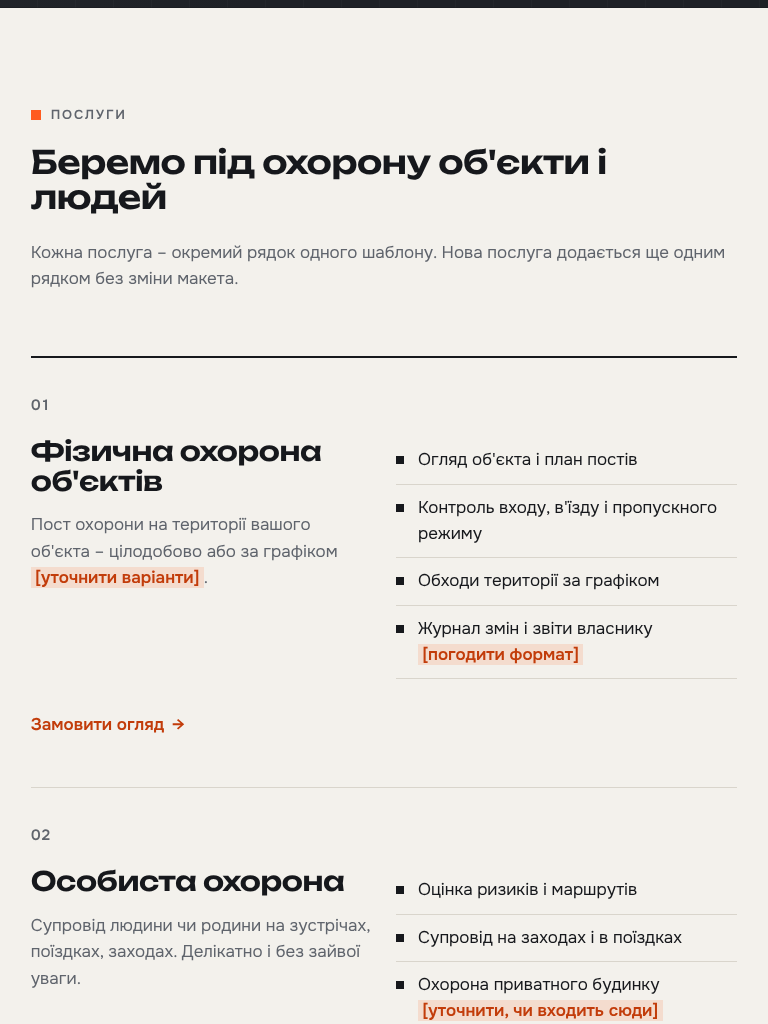 ПОСЛУГИ
Беремо під охорону об'єкти і
людей
Кожна послуга – окремий рядок одного шаблону. Нова послуга додається ще одним
рядком без зміни макета.
01
Фізична охорона
об'єктів
Пост охорони на території вашого
об'єкта – цілодобово або за графіком
[уточнити варіанти].
Огляд об'єкта і план постів
Контроль входу, в'їзду і пропускного
режиму
Обходи території за графіком
Журнал змін і звіти власнику
[погодити формат]
Замовити огляд →
02
Особиста охорона
Супровід людини чи родини на зустрічах,
поїздках, заходах. Делікатно і без зайвої
уваги.
Оцінка ризиків і маршрутів
Супровід на заходах і в поїздках
Охорона приватного будинку
[уточнити, чи входить сюди]